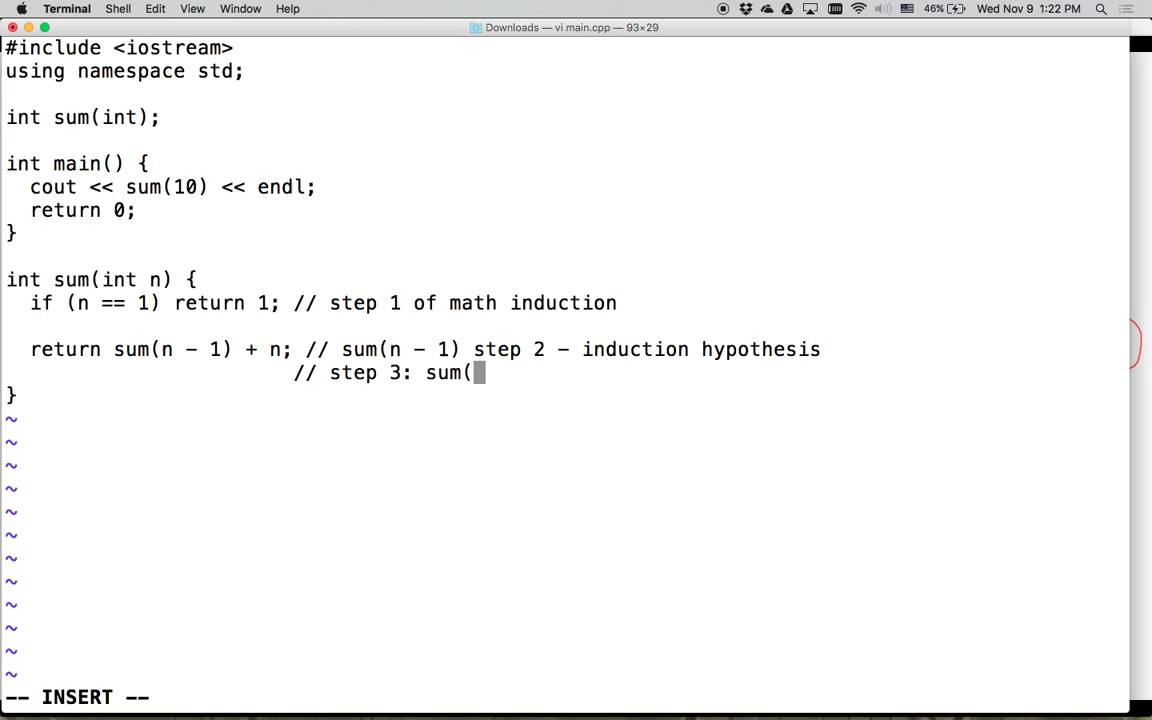 Terminal Shell Edit View Window Help 46% Wed Nov 9 1:22 PM
Downloads — vi main.cpp — 93×29
#include <iostream>
using namespace std;
int sum(int);
int main() {
  cout << sum(10) << endl;
  return 0;
}
int sum(int n) {
  if (n == 1) return 1; // step 1 of math induction
  return sum(n - 1) + n; // sum(n - 1) step 2 - induction hypothesis
                         // step 3: sum(
}
~
~
~
~
~
~
~
~
~
~
~
~
-- INSERT --